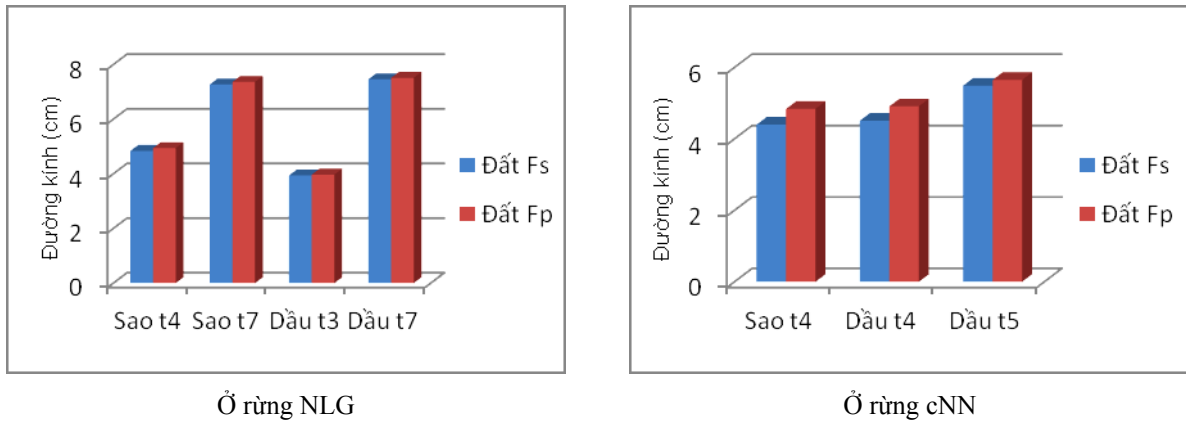 Đường kính (cm)
8
6
4
2
0
Sao t4 Sao t7 Dầu t3 Dầu t7
Đất Fs
Đất Fp
Ở rừng NLG
Đường kính (cm)
6
4
2
0
Sao t4 Dầu t4 Dầu t5
Đất Fs
Đất Fp
Ở rừng cNN